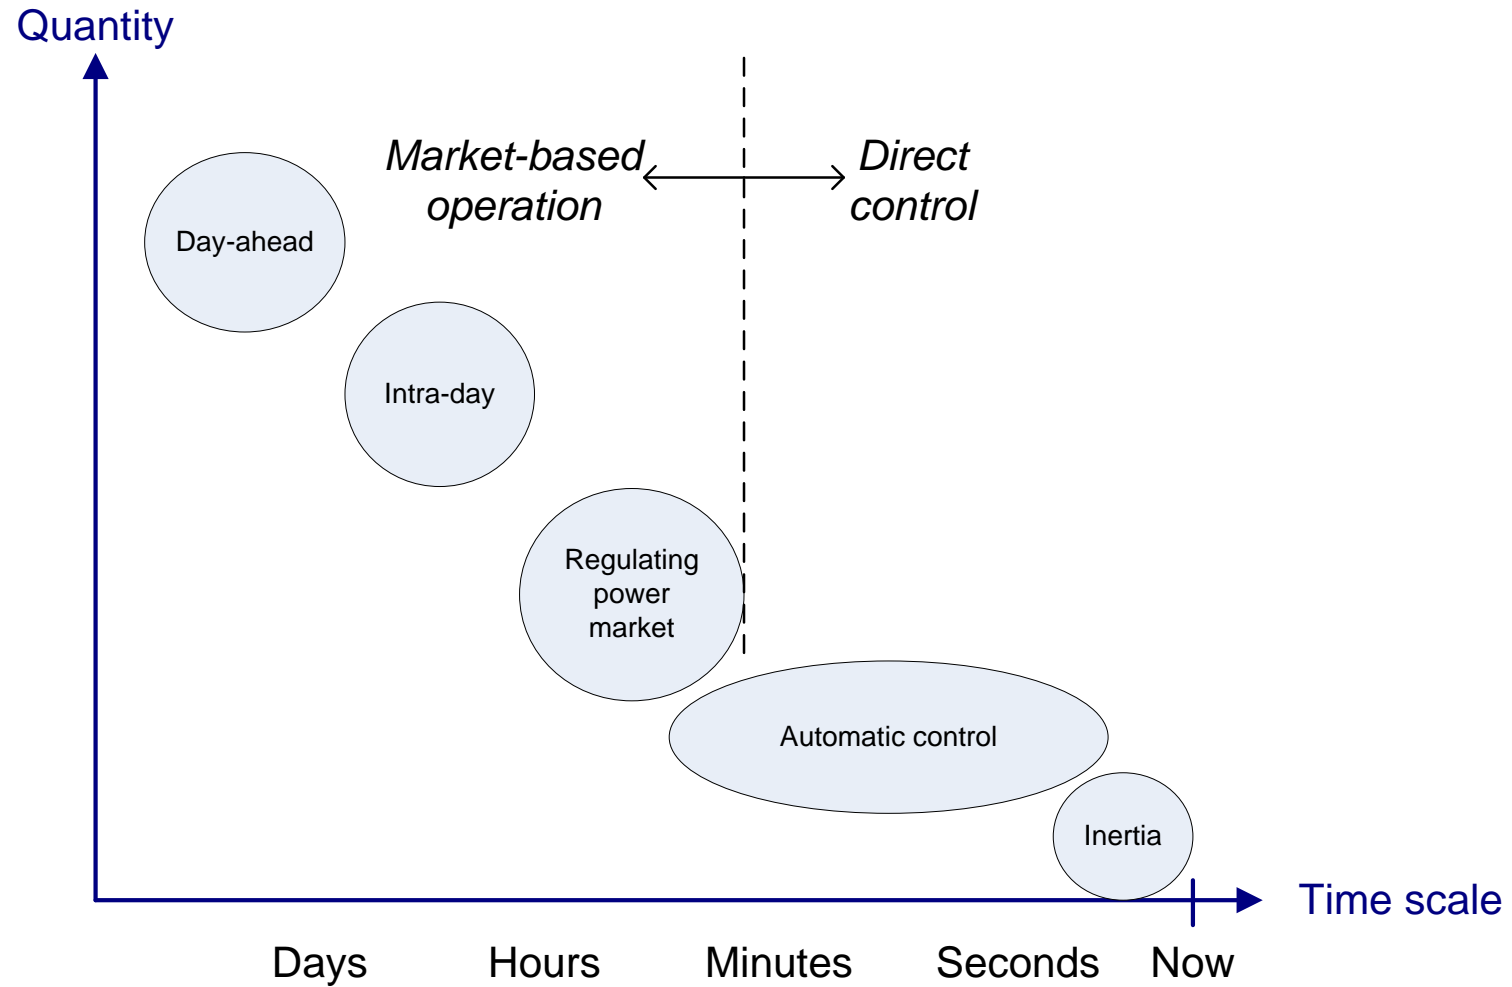 Quantity
Market-based
operation
Direct
control
Day-ahead
Intra-day
Regulating
power
market
Automatic control
Inertia
Time scale
Days
Hours
Minutes
Seconds
Now